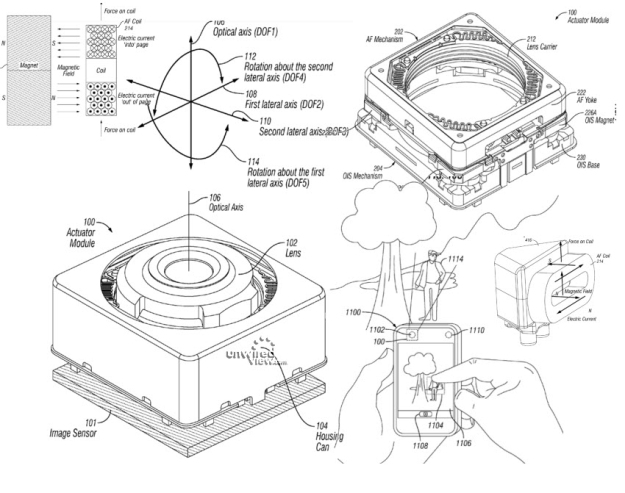 Force on coil
AF Coil
214
Electric current
'into' page
N
S
S
N
Magnet
Magnetic
Field
Coil
S
N
N
S
Electric current
'out of' page
Force on coil
106
Optical axis (DOF1)
112
Rotation about the second
lateral axis (DOF4)
108
First lateral axis (DOF2)
110
Second lateral axis (DOF3)
114
Rotation about the first
lateral axis (DOF5)
100
Actuator Module
202
AF Mechanism
212
Lens Carrier
222
AF Yoke
226A
OIS Magnet
230
OIS Base
204
OIS Mechanism
106
Optical Axis
100
Actuator
Module
102
Lens
unwired
view.com
101
Image Sensor
104
Housing
Can
1114
1100
1102
100
1110
1104
1106
1108
Force on Coil
AF Coil
214
Magnetic Field
N
Electric Current